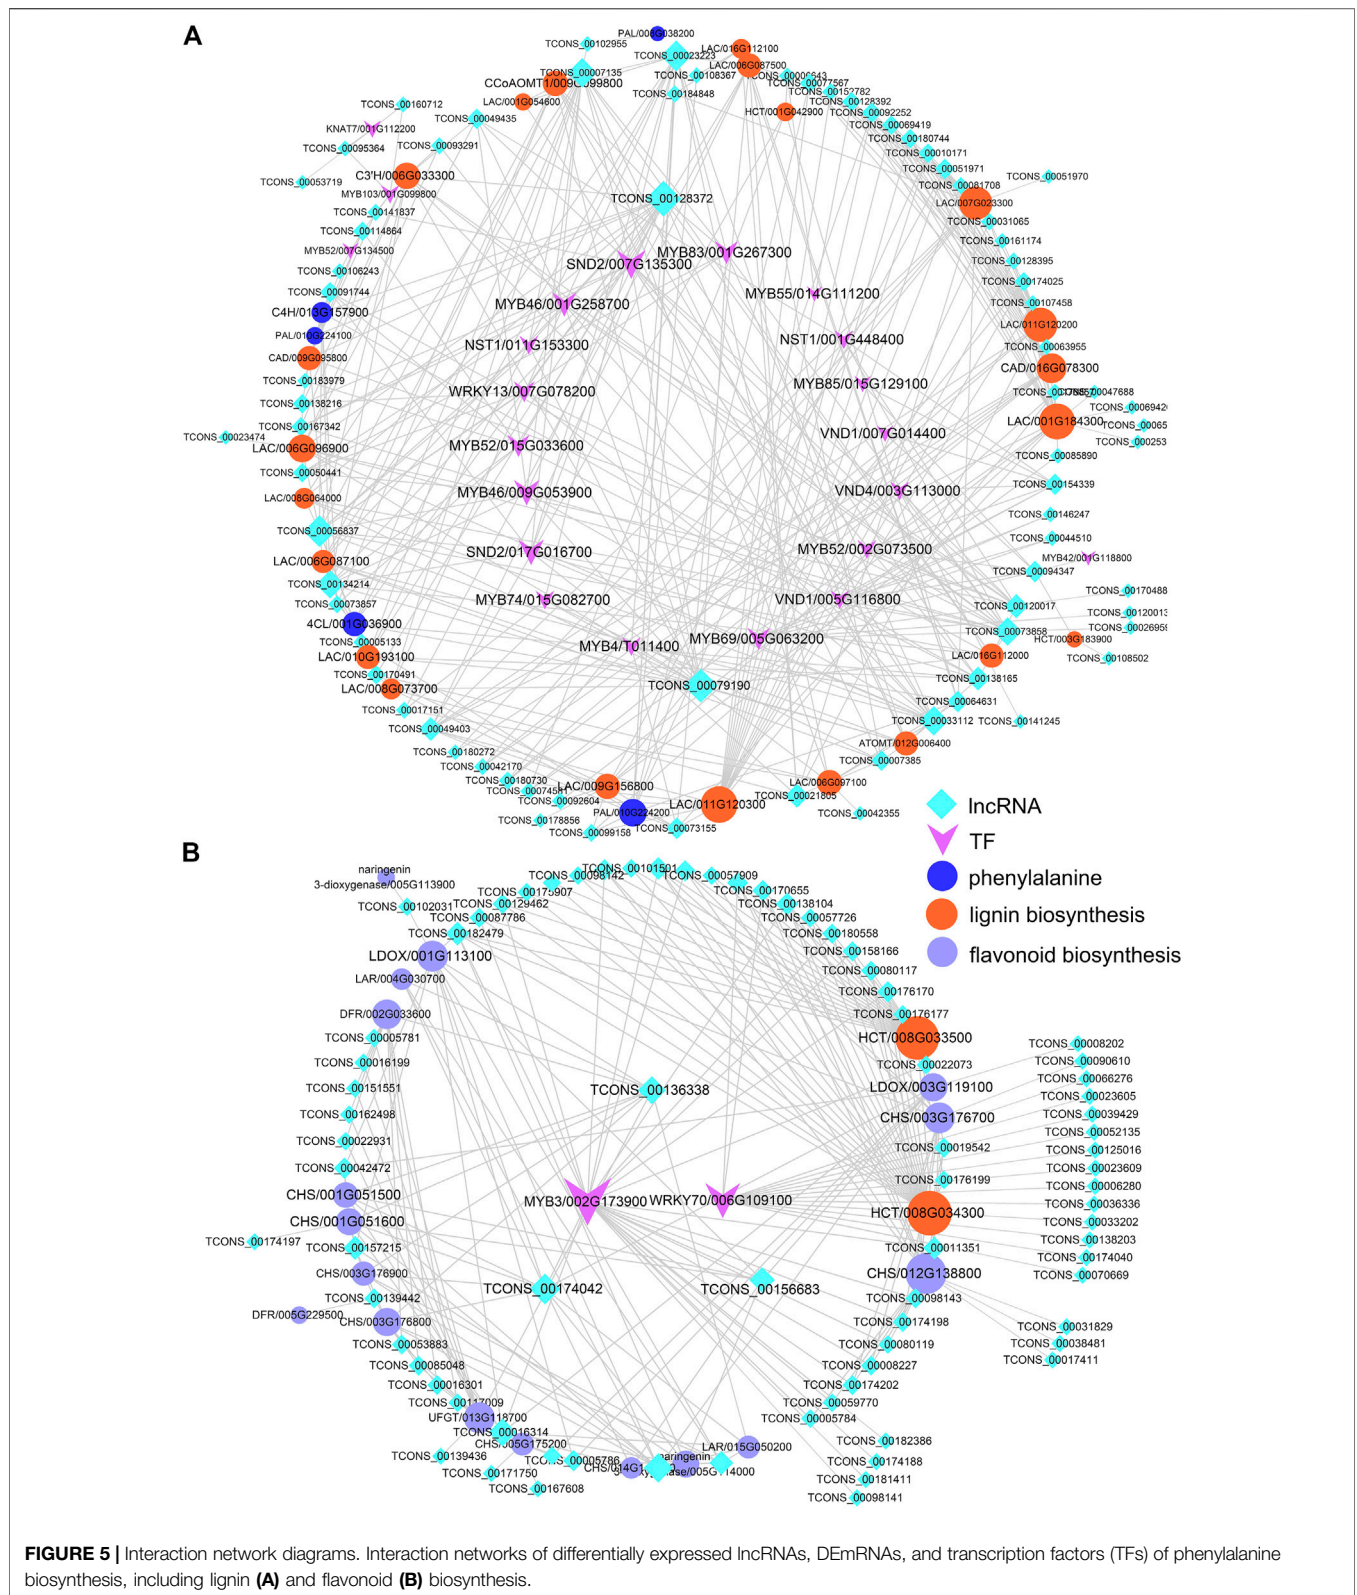 A
PAL/006G038200
TCONS_00102955
TCONS_00023223
LAC/016G112100
LAC/006G087500
TCONS_00007135
TCONS_00108367
TCONS_00077567
LAC/001G054600
TCONS_00184848
TCONS_00128392
TCONS_00160712
TCONS_00049435
HCT/001G042900
TCONS_00092252
KNAT7/001G112200
TCONS_00069419
TCONS_00095364
TCONS_00093291
TCONS_00180744
TCONS_00010171
C3'H/006G033300
TCONS_00051971
TCONS_00051970
TCONS_00053719
TCONS_00081708
MYB103/001G099800
TCONS_00128372
LAC/007G023300
TCONS_00141837
TCONS_00031065
TCONS_00114864
TCONS_00161174
MYB52/007G134500
MYB83/001G267300
SND2/007G135300
TCONS_00128395
TCONS_00106243
TCONS_00174025
TCONS_00091744
MYB55/014G111200
MYB46/001G258700
TCONS_00107458
C4H/013G157900
LAC/011G120200
PAL/010G224100
NST1/011G153300
NST1/001G448400
TCONS_00063955
CAD/009G095800
CAD/016G078300
TCONS_00183979
WRKY13/007G078200
MYB85/015G129100
TCONS_00047688
TCONS_00138216
TCONS_0006942
TCONS_00167342
LAC/001G184300
TCONS_00065
TCONS_00023474
VND1/007G014400
TCONS_000253
LAC/006G096900
MYB52/015G033600
TCONS_00085890
TCONS_00050441
TCONS_00154339
LAC/008G064000
MYB46/009G053900
VND4/003G113000
TCONS_00146247
TCONS_00056837
TCONS_00044510
LAC/006G087100
SND2/017G016700
MYB52/002G073500
MYB42/001G118800
TCONS_00134214
TCONS_00094347
TCONS_00170488
TCONS_00073857
MYB74/015G082700
VND1/005G116800
TCONS_00120017
TCONS_00120013
4CL/001G036900
TCONS_00073858
TCONS_00026959
TCONS_00005133
MYB4/T011400
MYB69/005G063200
HCT/003G183900
LAC/010G193100
LAC/016G112000
TCONS_00108502
TCONS_00170491
TCONS_00079190
TCONS_00138165
LAC/008G073700
TCONS_00017151
TCONS_00064631
TCONS_00049403
TCONS_00033112
TCONS_00141245
TCONS_00180272
ATOMT/012G006400
TCONS_00042170
TCONS_00007385
TCONS_00180730
LAC/009G156800
LAC/006G097100
TCONS_00092604
LAC/011G120300
TCONS_00021805
PAL/010G224200
TCONS_00042355
TCONS_00178856
TCONS_00099158
TCONS_00073155
lncRNA
TF
phenylalanine
lignin biosynthesis
flavonoid biosynthesis
B
naringenin
3-dioxygenase/005G113900
TCONS_00098142
TCONS_00101501
TCONS_00057909
TCONS_00175907
TCONS_00170655
TCONS_00102031
TCONS_00129462
TCONS_00138104
TCONS_00087786
TCONS_00057726
TCONS_00182479
TCONS_00180558
LDOX/001G113100
TCONS_00158166
LAR/004G030700
TCONS_00080117
TCONS_00176170
DFR/002G033600
TCONS_00176177
TCONS_00005781
HCT/008G033500
TCONS_00008202
TCONS_00016199
TCONS_00022073
TCONS_00090610
TCONS_00151551
TCONS_00136338
LDOX/003G119100
TCONS_00066276
TCONS_00023605
TCONS_00162498
CHS/003G176700
TCONS_00039429
TCONS_00022931
TCONS_00052135
TCONS_00019542
TCONS_00125016
TCONS_00042472
TCONS_00023609
TCONS_00176199
TCONS_00006280
CHS/001G051500
MYB3/002G173900
WRKY70/006G109100
TCONS_00036336
CHS/001G051600
HCT/008G034300
TCONS_00033202
TCONS_00174197
TCONS_00138203
TCONS_00157215
TCONS_00011351
TCONS_00174040
CHS/003G176900
CHS/012G138800
TCONS_00070669
TCONS_00174042
TCONS_00156683
TCONS_00139442
TCONS_00098143
DFR/005G229500
CHS/003G176800
TCONS_00174198
TCONS_00031829
TCONS_00053883
TCONS_00080119
TCONS_00038481
TCONS_00085048
TCONS_00008227
TCONS_00017411
TCONS_00016301
TCONS_00174202
TCONS_00117009
TCONS_00059770
UFGT/013G118700
TCONS_00005784
TCONS_00016314
CHS/005G175200
LAR/015G050200
TCONS_00182386
TCONS_00139436
TCONS_00005786
naringenin
TCONS_00174188
TCONS_00171750
TCONS_00181411
TCONS_00167608
TCONS_00098141
FIGURE 5 | Interaction network diagrams. Interaction networks of differentially expressed lncRNAs, DEmRNAs, and transcription factors (TFs) of phenylalanine
biosynthesis, including lignin (A) and flavonoid (B) biosynthesis.